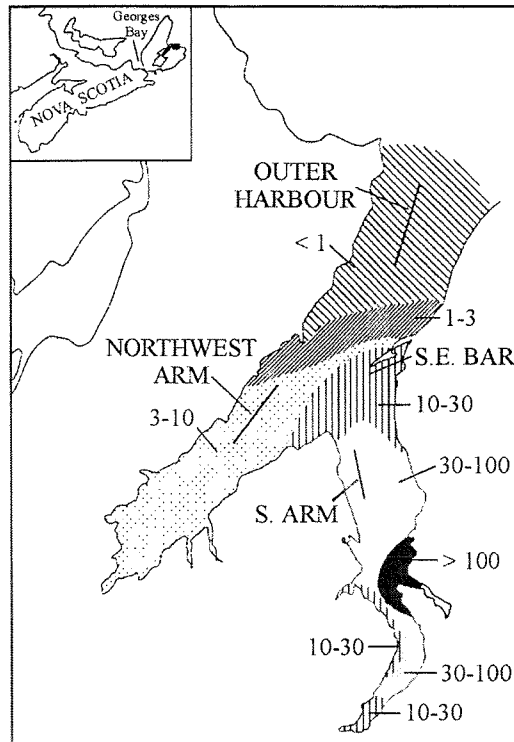 Georges
Bay
NOVA SCOTIA
OUTER
HARBOUR
< 1
1-3
NORTHWEST
ARM
S.E. BAR
3-10
10-30
30-100
S. ARM
> 100
10-30
30-100
10-30